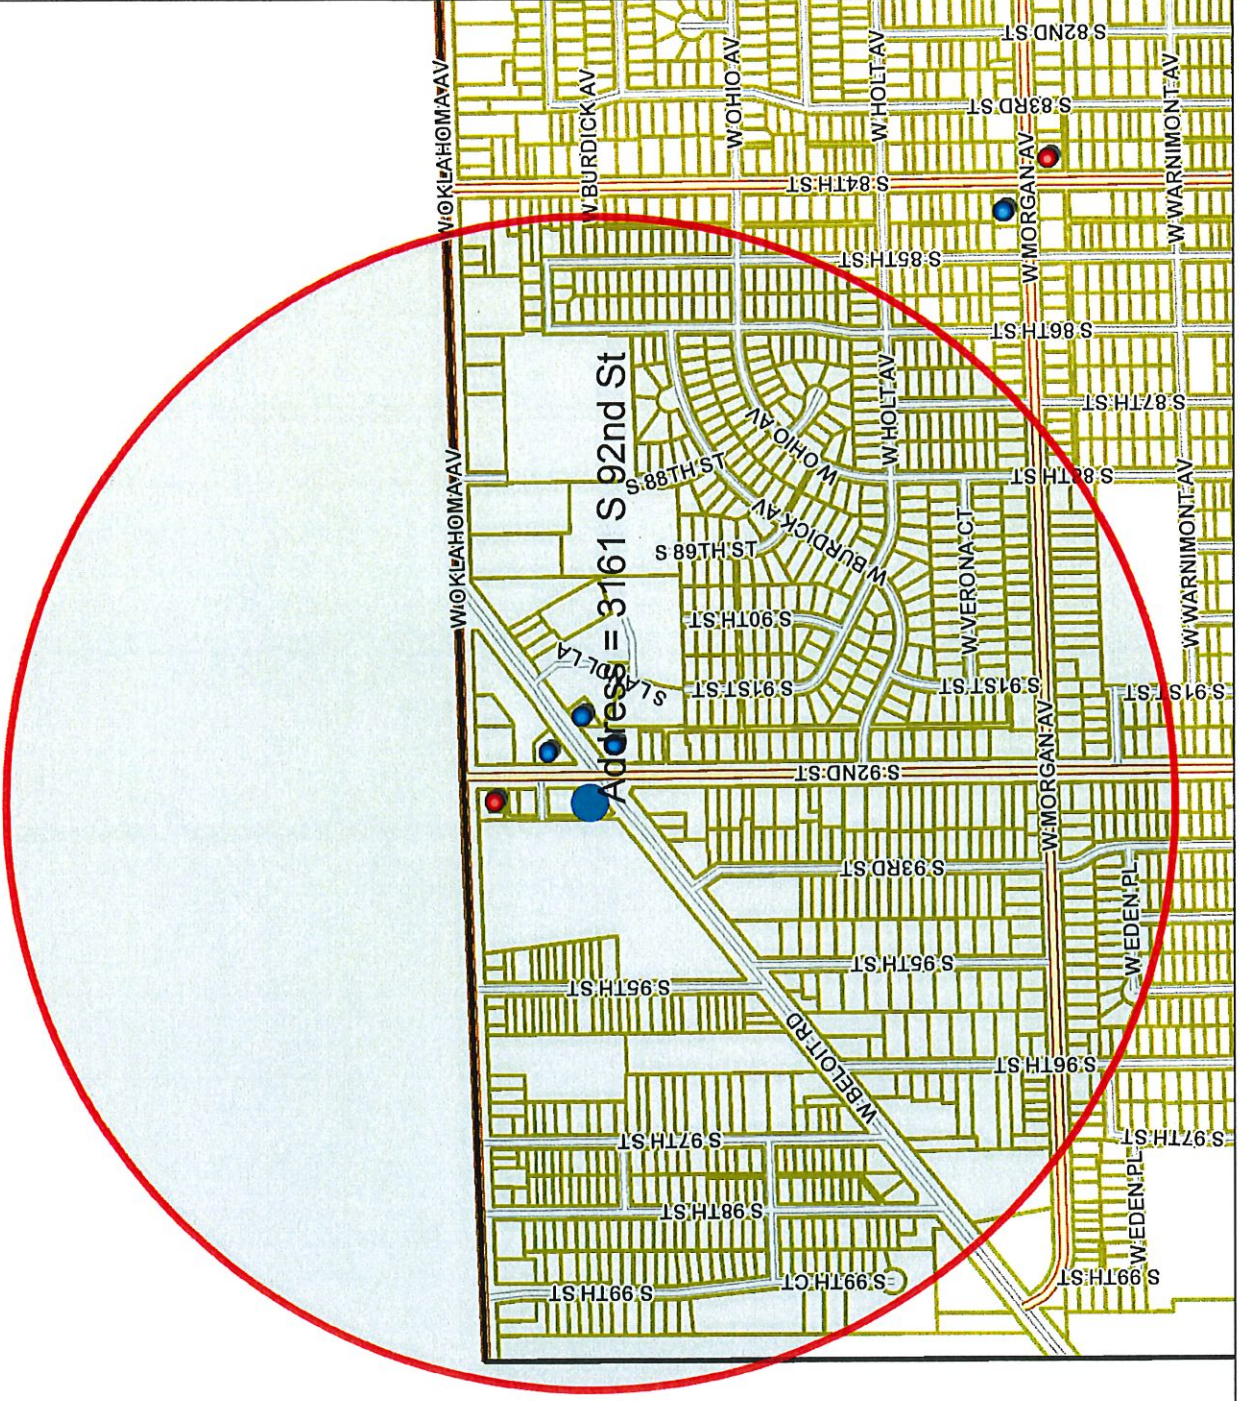 W OKLAHOMA AV
W BURDICK AV
W OHIO AV
W HOLT AV
S 82ND ST
S 83RD ST
W MORGAN AV
W WARNIMONT AV
S 84TH ST
S 85TH ST
S 86TH ST
S 87TH ST
W HOLT AV
W OHIO AV
S 88TH ST
S 88TH ST
W OKLAHOMA AV
S 89TH ST
W BURDICK AV
W VERONA CT
W WARNIMONT AV
S 90TH ST
S 91ST ST
S 91ST ST
S 91ST ST
Address = 3161 S 92nd St
S 92ND ST
W MORGAN AV
S 93RD ST
W EDEN PL
S 95TH ST
S 95TH ST
W BELOIT RD
S 96TH ST
S 97TH ST
S 97TH ST
S 98TH ST
W EDEN PL
S 99TH ST
S 99TH CT
S 99TH ST